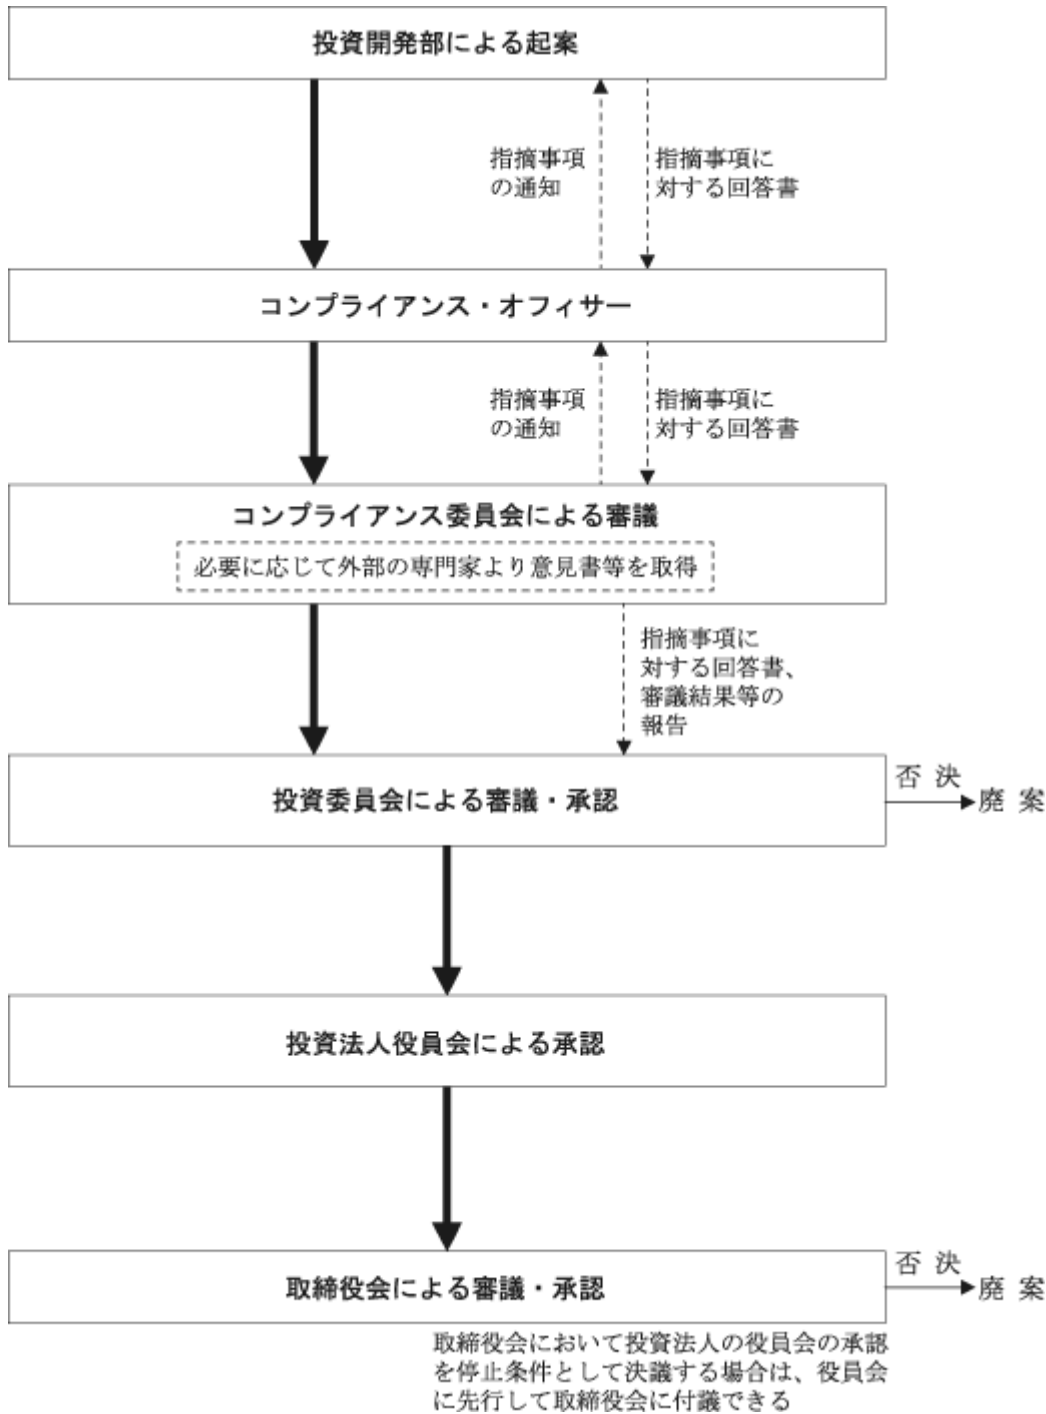 投資開発部による起案
指摘事項
の通知
指摘事項に
対する回答書
コンプライアンス・オフィサー
指摘事項
の通知
指摘事項に
対する回答書
コンプライアンス委員会による審議
必要に応じて外部の専門家より意見書等を取得
指摘事項に
対する回答書、
審議結果等の
報告
投資委員会による審議・承認
否 決
廃 案
投資法人役員会による承認
取締役会による審議・承認
否 決
廃 案
取締役会において投資法人の役員会の承認
を停止条件として決議する場合は、役員会
に先行して取締役会に付議できる